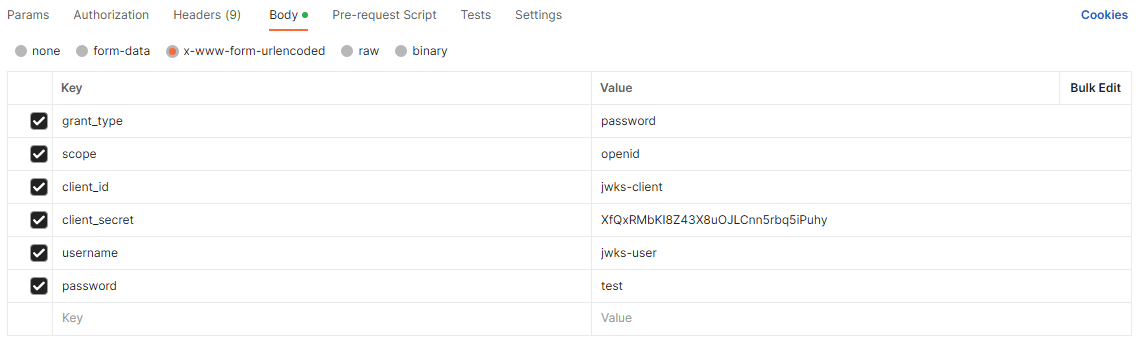 Params Authorization Headers (9) Body Pre-request Script Tests Settings Cookies
none form-data x-www-form-urlencoded raw binary
Key Value Bulk Edit
grant_type password
scope openid
client_id jwks-client
client_secret XfQxRMbKI8Z43X8uOJLCnn5rbq5iPuhy
username jwks-user
password test
Key Value